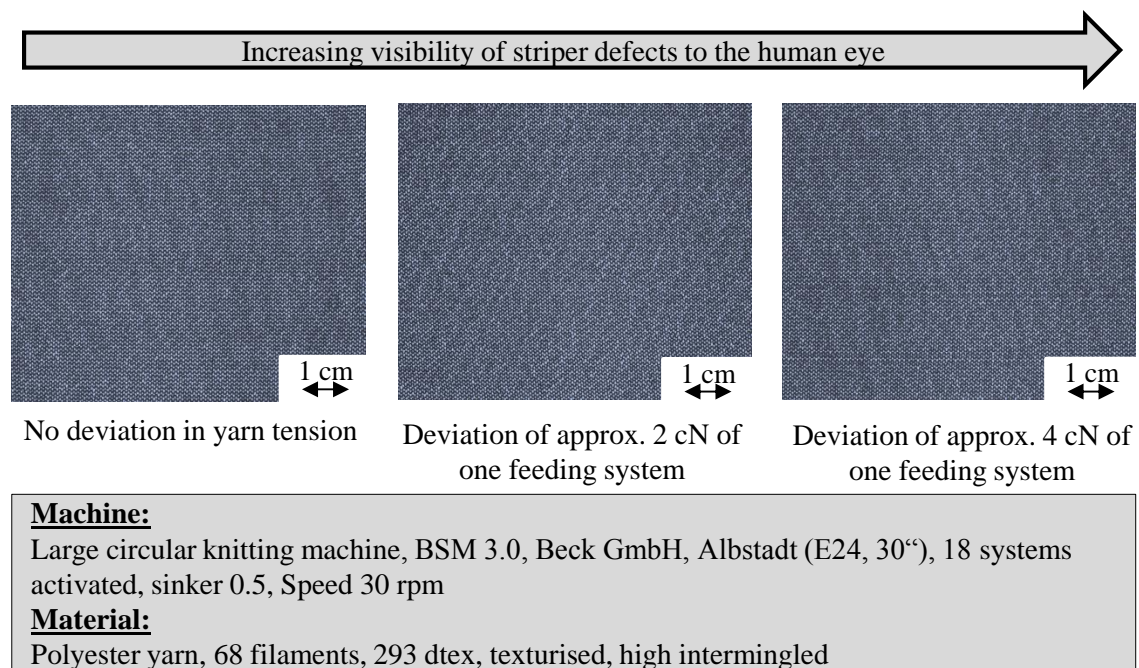 Increasing visibility of striper defects to the human eye
1 cm
1 cm
1 cm
No deviation in yarn tension
Deviation of approx. 2 cN of
one feeding system
Deviation of approx. 4 cN of
one feeding system
Machine:
Large circular knitting machine, BSM 3.0, Beck GmbH, Albstadt (E24, 30“), 18 systems
activated, sinker 0.5, Speed 30 rpm
Material:
Polyester yarn, 68 filaments, 293 dtex, texturised, high intermingled